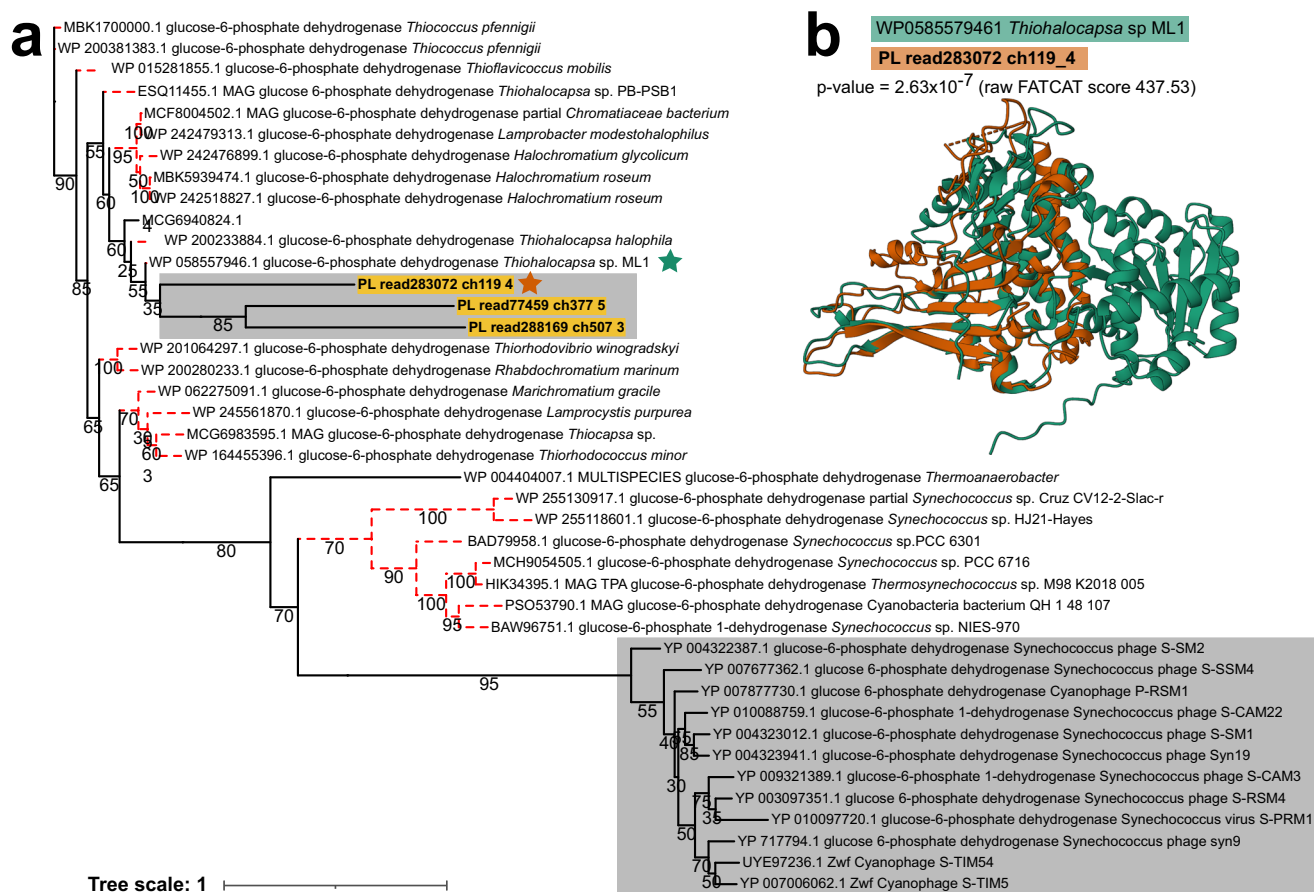 a
MBK1700000.1 glucose-6-phosphate dehydrogenase Thiococcus pfennigii
WP 200381383.1 glucose-6-phosphate dehydrogenase Thiococcus pfennigii
WP 015281855.1 glucose-6-phosphate dehydrogenase Thioflavicoccus mobilis
ESQ11455.1 MAG glucose 6-phosphate dehydrogenase Thiohalocapsa sp. PB-PSB1
MCF8004502.1 MAG glucose-6-phosphate dehydrogenase partial Chromatiaceae bacterium
100
WP 242479313.1 glucose-6-phosphate dehydrogenase Lamprobacter modestohalophilus
55
95
WP 242476899.1 glucose-6-phosphate dehydrogenase Halochromatium glycolicum
90
50
MBK5939474.1 glucose-6-phosphate dehydrogenase Halochromatium roseum
60
100
WP 242518827.1 glucose-6-phosphate dehydrogenase Halochromatium roseum
MCG6940824.1
4
60
WP 200233884.1 glucose-6-phosphate dehydrogenase Thiohalocapsa halophila
25
WP 058557946.1 glucose-6-phosphate dehydrogenase Thiohalocapsa sp. ML1
85
55
PL read283072 ch119 4
35
PL read77459 ch377 5
85
PL read288169 ch507 3
WP 201064297.1 glucose-6-phosphate dehydrogenase Thiorhodovibrio winogradskyi
100
WP 200280233.1 glucose-6-phosphate dehydrogenase Rhabdochromatium marinum
WP 062275091.1 glucose-6-phosphate dehydrogenase Marichromatium gracile
65
70
WP 245561870.1 glucose-6-phosphate dehydrogenase Lamprocystis purpurea
MCG6983595.1 MAG glucose-6-phosphate dehydrogenase Thiocapsa sp.
60
WP 164455396.1 glucose-6-phosphate dehydrogenase Thiorhodococcus minor
3
65
WP 004404007.1 MULTISPECIES glucose-6-phosphate dehydrogenase Thermoanaerobacter
WP 255130917.1 glucose-6-phosphate dehydrogenase partial Synechococcus sp. Cruz CV12-2-Slac-r
100
WP 255118601.1 glucose-6-phosphate dehydrogenase Synechococcus sp. HJ21-Hayes
80
70
BAD79958.1 glucose-6-phosphate dehydrogenase Synechococcus sp.PCC 6301
90
MCH9054505.1 glucose-6-phosphate dehydrogenase Synechococcus sp. PCC 6716
100
HIK34395.1 MAG TPA glucose-6-phosphate dehydrogenase Thermosynechococcus sp. M98 K2018 005
100
PSO53790.1 MAG glucose-6-phosphate dehydrogenase Cyanobacteria bacterium QH 1 48 107
70
95
BAW96751.1 glucose-6-phosphate 1-dehydrogenase Synechococcus sp. NIES-970
YP 004322387.1 glucose-6-phosphate dehydrogenase Synechococcus phage S-SM2
95
YP 007677362.1 glucose 6-phosphate dehydrogenase Synechococcus phage S-SSM4
YP 007877730.1 glucose 6-phosphate dehydrogenase Cyanophage P-RSM1
55
YP 010088759.1 glucose-6-phosphate 1-dehydrogenase Synechococcus phage S-CAM22
40
YP 004323012.1 glucose-6-phosphate dehydrogenase Synechococcus phage S-SM1
85
YP 004323941.1 glucose-6-phosphate dehydrogenase Synechococcus phage Syn19
30
YP 009321389.1 glucose-6-phosphate 1-dehydrogenase Synechococcus phage S-CAM3
75
YP 003097351.1 glucose 6-phosphate dehydrogenase Synechococcus phage S-RSM4
35
YP 010097720.1 glucose-6-phosphate dehydrogenase Synechococcus virus S-PRM1
50
YP 717794.1 glucose 6-phosphate dehydrogenase Synechococcus phage syn9
70
UYE97236.1 Zwf Cyanophage S-TIM54
50
YP 007006062.1 Zwf Cyanophage S-TIM5
Tree scale: 1
b
WP0585579461 Thiohalocapsa sp ML1
PL read283072 ch119_4
p-value = 2.63x10⁻⁷ (raw FATCAT score 437.53)